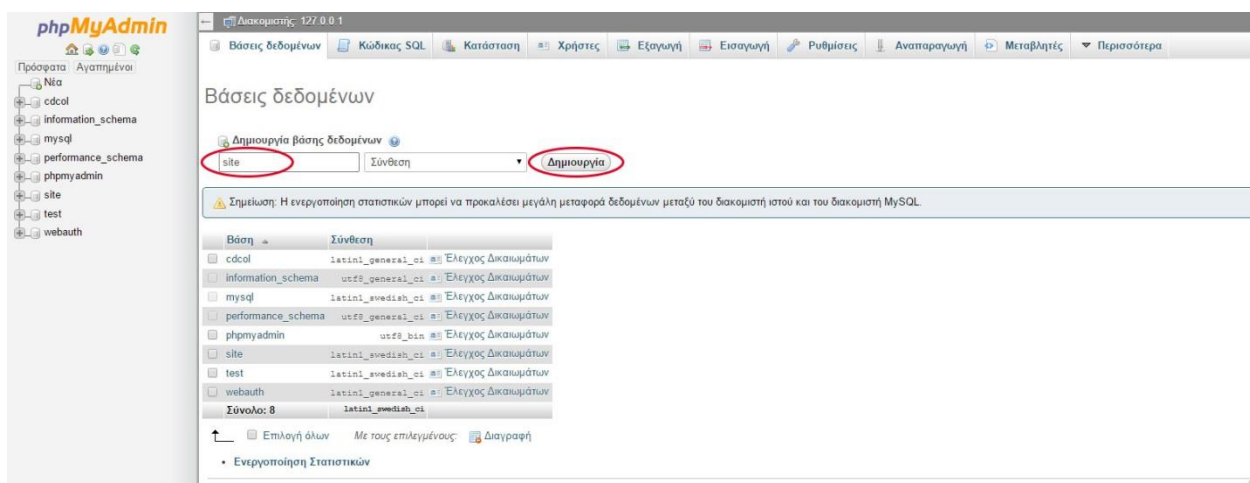 phpMyAdmin
Πρόσφατα Αγαπημένοι
Νέα
cdcol
information_schema
mysql
performance_schema
phpmyadmin
site
test
webauth
Διακομιστής: 127.0.0.1
Βάσεις δεδομένων Κώδικας SQL Κατάσταση Χρήστες Εξαγωγή Εισαγωγή Ρυθμίσεις Αναπαραγωγή Μεταβλητές Περισσότερα
Βάσεις δεδομένων
Δημιουργία βάσης δεδομένων
site Σύνθεση Δημιουργία
Σημείωση: Η ενεργοποίηση στατιστικών μπορεί να προκαλέσει μεγάλη μεταφορά δεδομένων μεταξύ του διακομιστή ιστού και του διακομιστή MySQL.
Βάση Σύνθεση
cdcol latin1_general_ci Έλεγχος Δικαιωμάτων
information_schema utf8_general_ci Έλεγχος Δικαιωμάτων
mysql latin1_swedish_ci Έλεγχος Δικαιωμάτων
performance_schema utf8_general_ci Έλεγχος Δικαιωμάτων
phpmyadmin utf8_bin Έλεγχος Δικαιωμάτων
site latin1_swedish_ci Έλεγχος Δικαιωμάτων
test latin1_swedish_ci Έλεγχος Δικαιωμάτων
webauth latin1_general_ci Έλεγχος Δικαιωμάτων
Σύνολο: 8 latin1_swedish_ci
Επιλογή όλων Με τους επιλεγμένους: Διαγραφή
• Ενεργοποίηση Στατιστικών